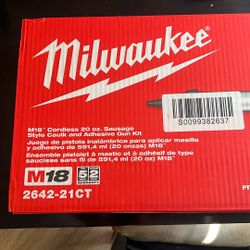 Milwaukee
M18™ Cordless 20 oz. Sausage
Style Caulk and Adhesive Gun Kit
Juego de pistola inalámbrica para aplicar masilla
y adhesivo de 591,4 ml (20 onzas) M18™
Ensemble pistolet à mastic et à adhésif de type
saucisse sans fil de 591,4 ml (20 oz) M18™
S0099382637
M18
52
2642-21CT